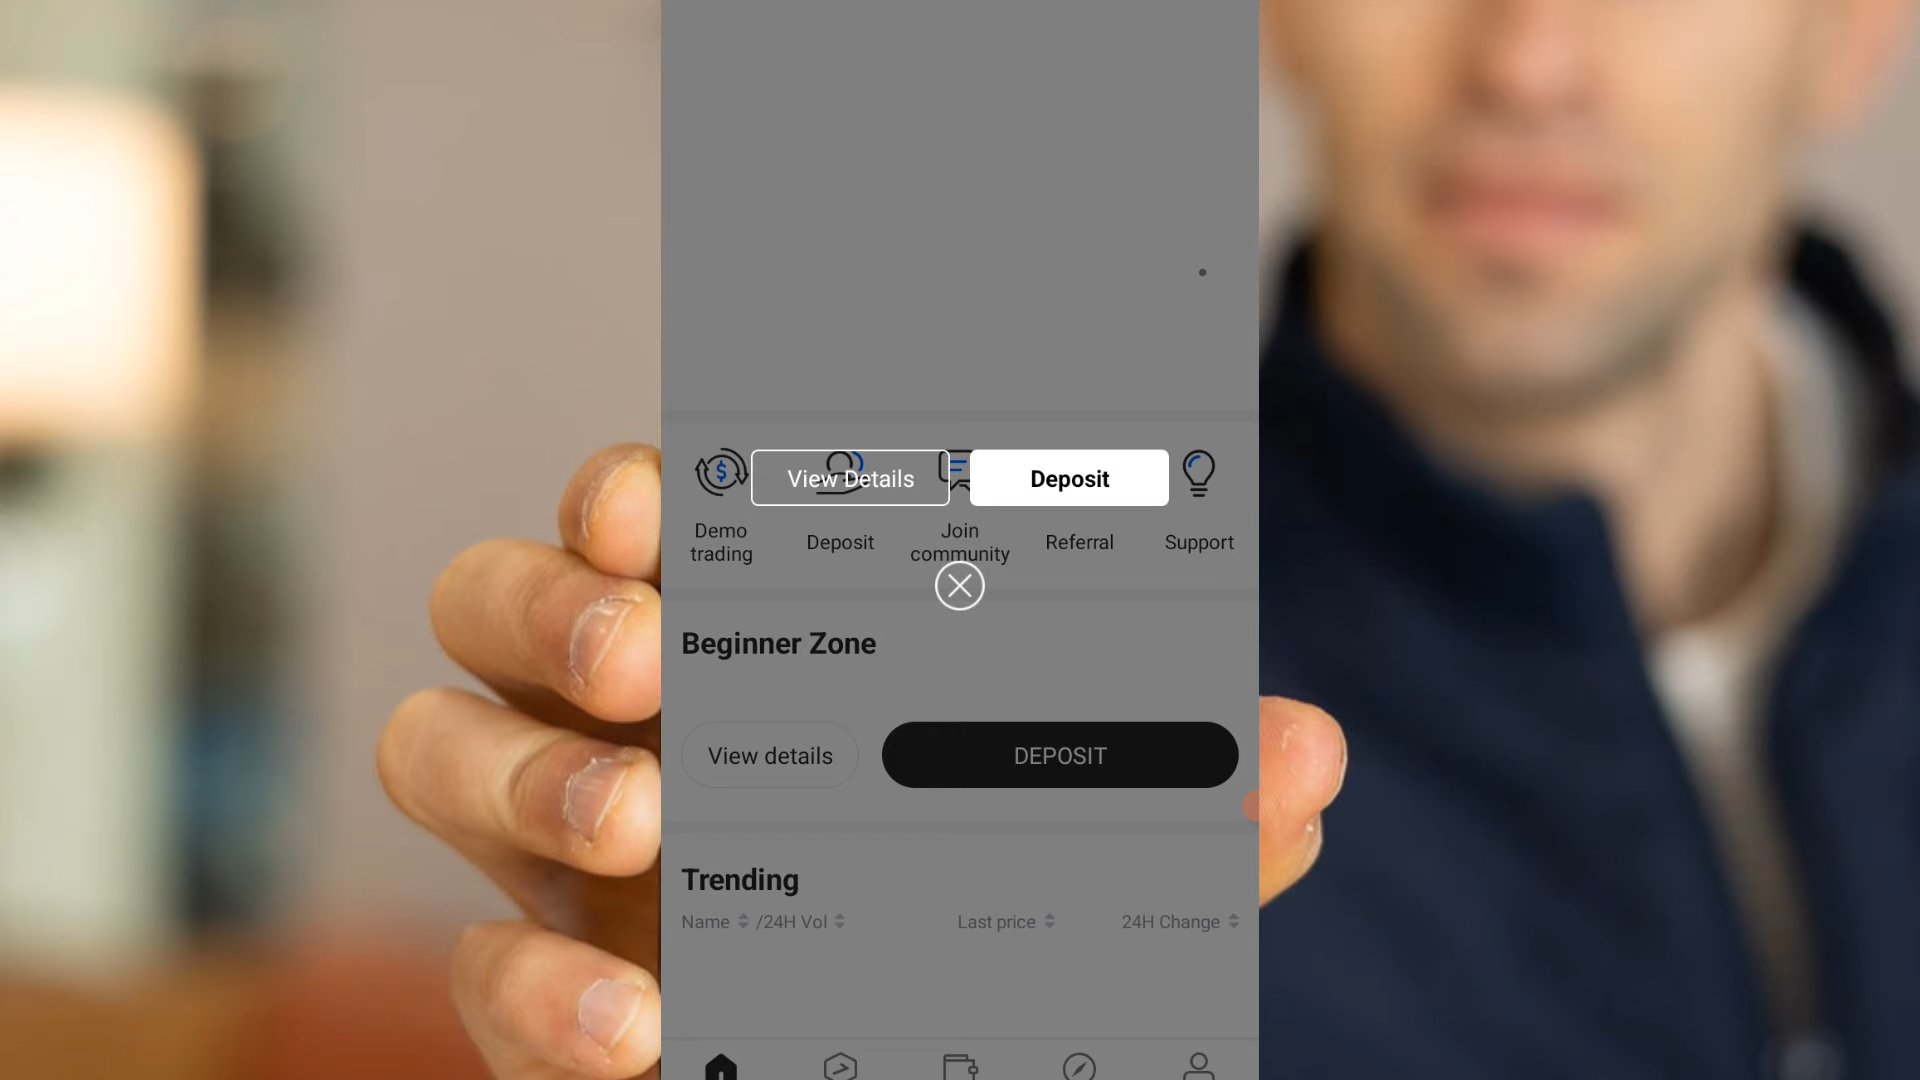 View Details
Deposit
Demo
trading
Deposit
Join
community
Referral
Support
Beginner Zone
View details
DEPOSIT
Trending
Name /24H Vol
Last price
24H Change